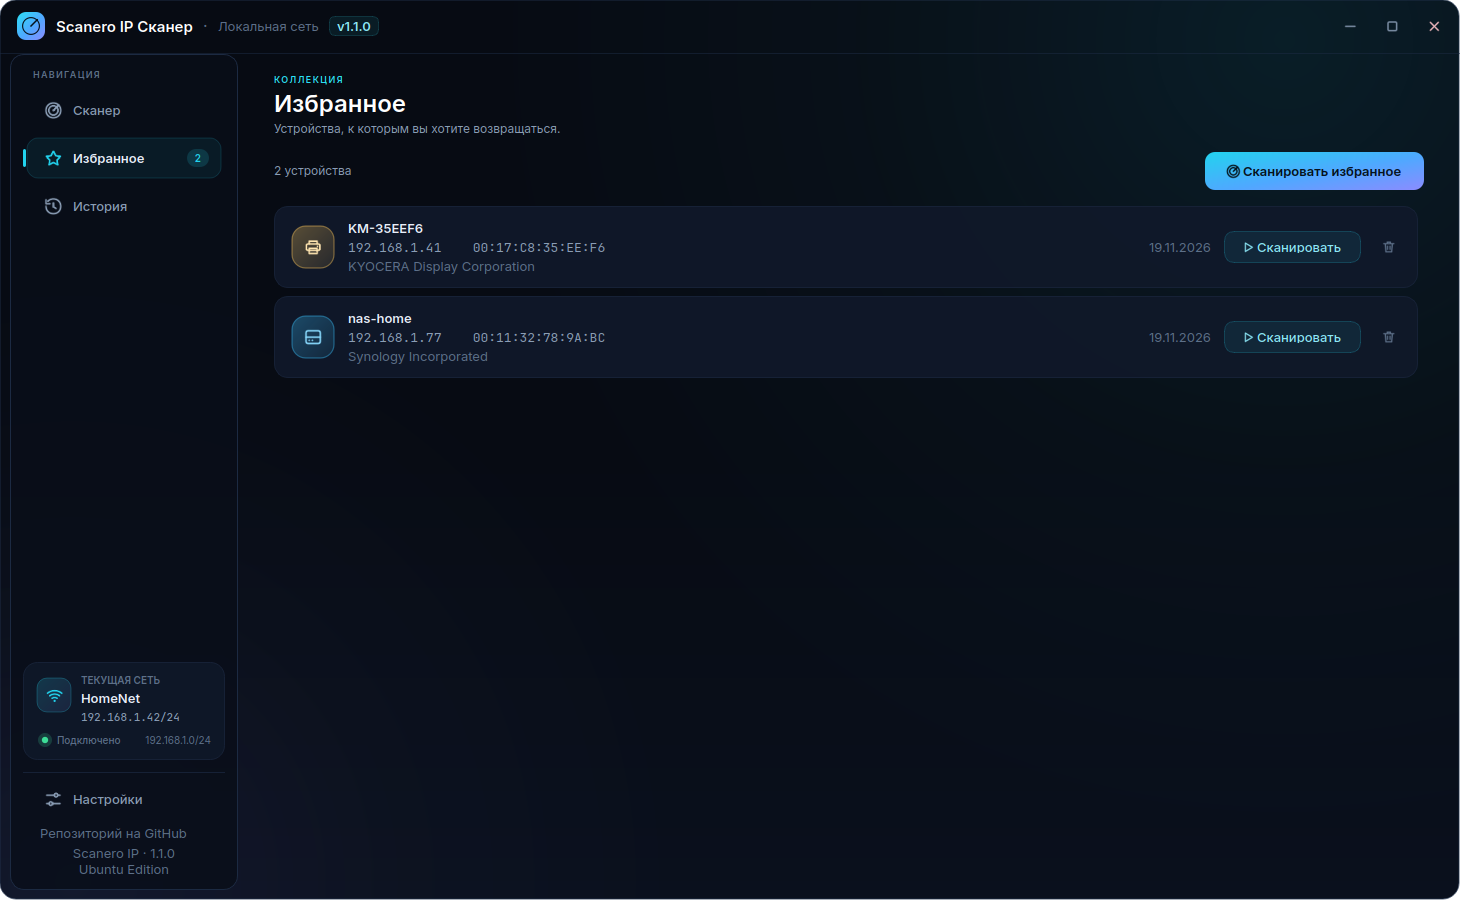 Scanero IP Сканер · Локальная сеть v1.1.0
НАВИГАЦИЯ
Сканер
Избранное 2
История
КОЛЛЕКЦИЯ
Избранное
Устройства, к которым вы хотите возвращаться.
2 устройства
Сканировать избранное
KM-35EEF6
192.168.1.41 00:17:C8:35:EE:F6
KYOCERA Display Corporation
19.11.2026 Сканировать
nas-home
192.168.1.77 00:11:32:78:9A:BC
Synology Incorporated
19.11.2026 Сканировать
ТЕКУЩАЯ СЕТЬ
HomeNet
192.168.1.42/24
Подключено 192.168.1.0/24
Настройки
Репозиторий на GitHub
Scanero IP · 1.1.0
Ubuntu Edition